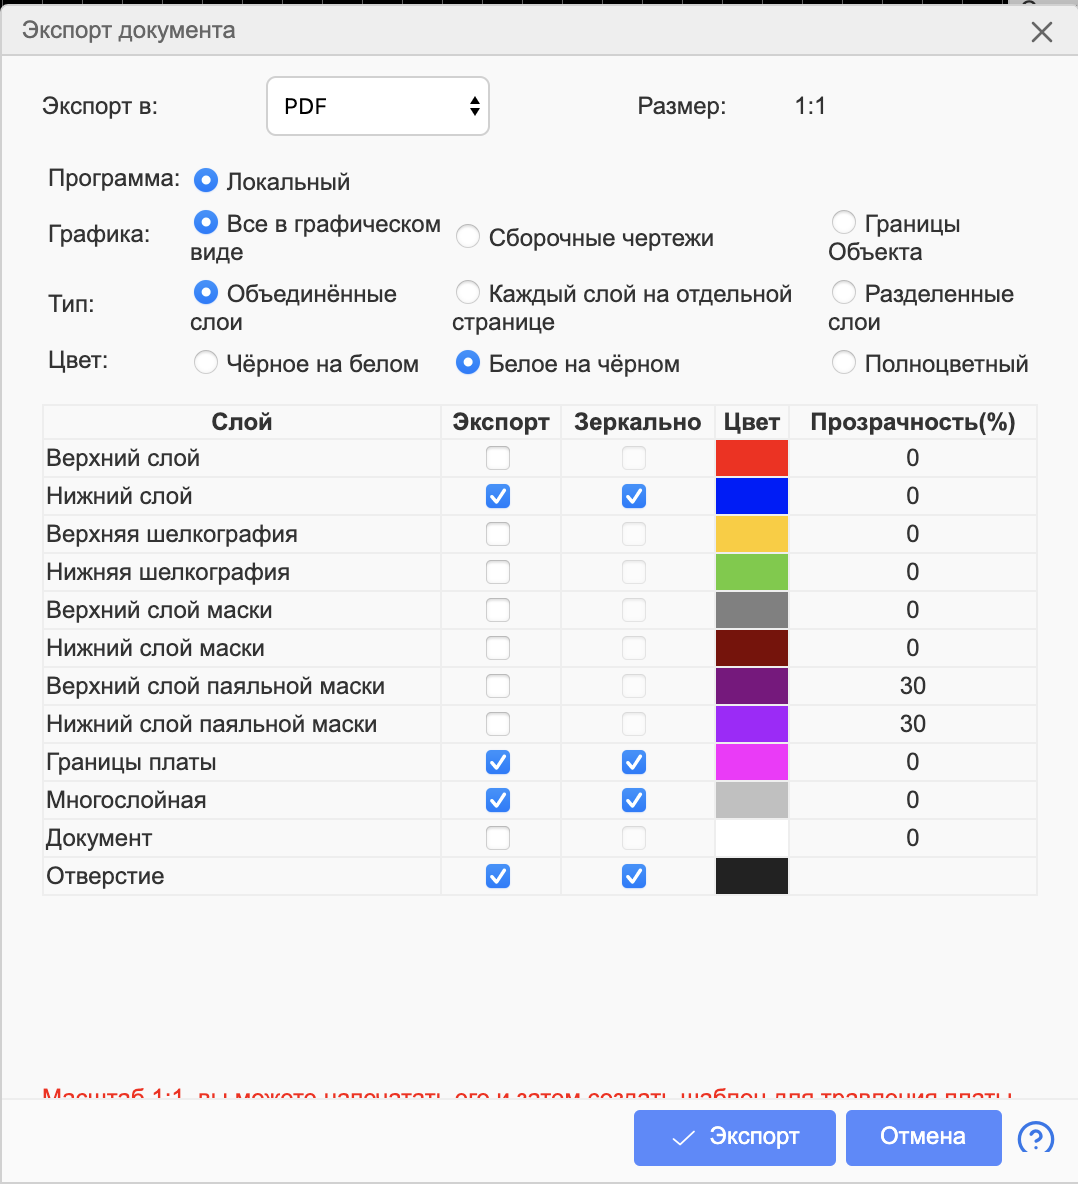 Экспорт документа
Экспорт в: PDF Размер: 1:1
Программа: Локальный
Графика: Все в графическом виде Сборочные чертежи Границы Объекта
Тип: Объединённые слои Каждый слой на отдельной странице Разделенные слои
Цвет: Чёрное на белом Белое на чёрном Полноцветный
Слой Экспорт Зеркально Цвет Прозрачность(%)
Верхний слой 0
Нижний слой 0
Верхняя шелкография 0
Нижняя шелкография 0
Верхний слой маски 0
Нижний слой маски 0
Верхний слой паяльной маски 30
Нижний слой паяльной маски 30
Границы платы 0
Многослойная 0
Документ 0
Отверстие
Масштаб 1:1, вы можете напечатать его и затем создать шаблон для травления платы
Экспорт Отмена